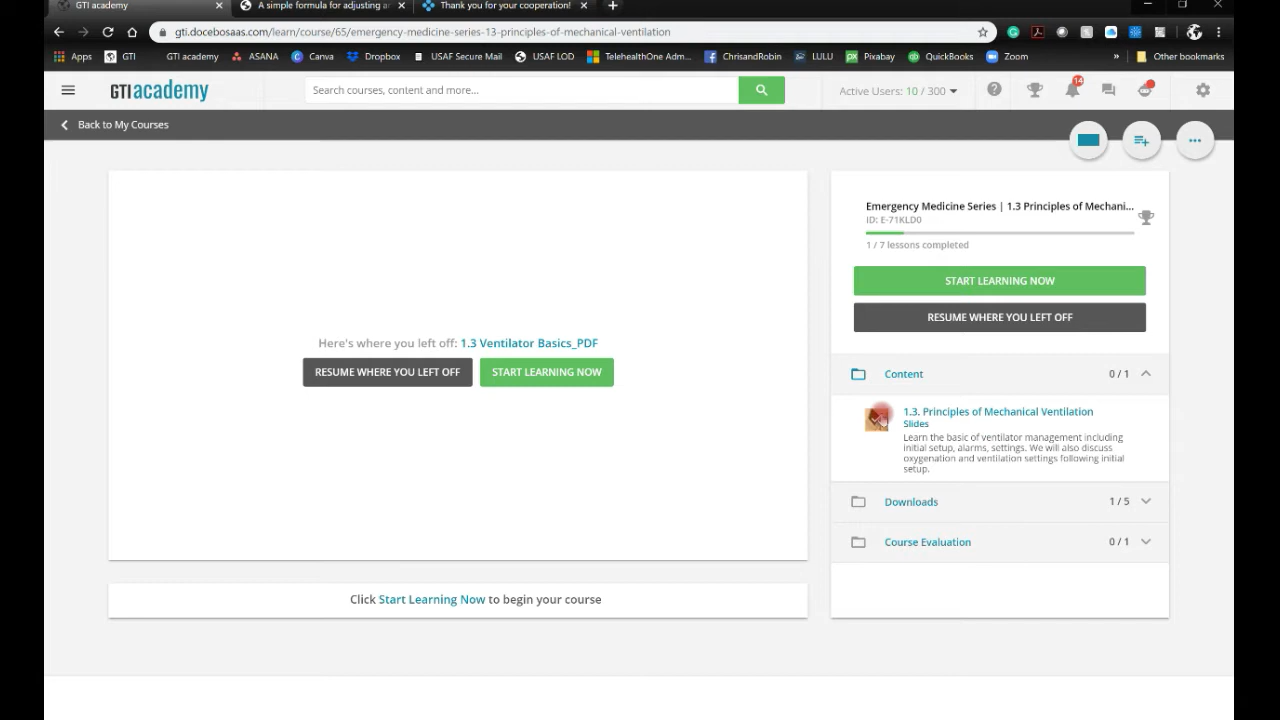 GTI academy
A simple formula for adjusting ar
Thank you for your cooperation!
gti.docebosaas.com/learn/course/65/emergency-medicine-series-13-principles-of-mechanical-ventilation
Apps GTI GTI academy ASANA Canva Dropbox USAF Secure Mail USAF LOD TelehealthOne Adm... ChrisandRobin LULU Pixabay QuickBooks Zoom » Other bookmarks
GTIacademy Search courses, content and more... Active Users: 10 / 300 14
Back to My Courses
Emergency Medicine Series | 1.3 Principles of Mechani...
ID: E-71KLD0
1 / 7 lessons completed
START LEARNING NOW
RESUME WHERE YOU LEFT OFF
Here's where you left off: 1.3 Ventilator Basics_PDF
RESUME WHERE YOU LEFT OFF START LEARNING NOW
Content 0 / 1
1.3. Principles of Mechanical Ventilation
Slides
Learn the basic of ventilator management including
initial setup, alarms, settings. We will also discuss
oxygenation and ventilation settings following initial
setup.
Downloads 1 / 5
Course Evaluation 0 / 1
Click Start Learning Now to begin your course